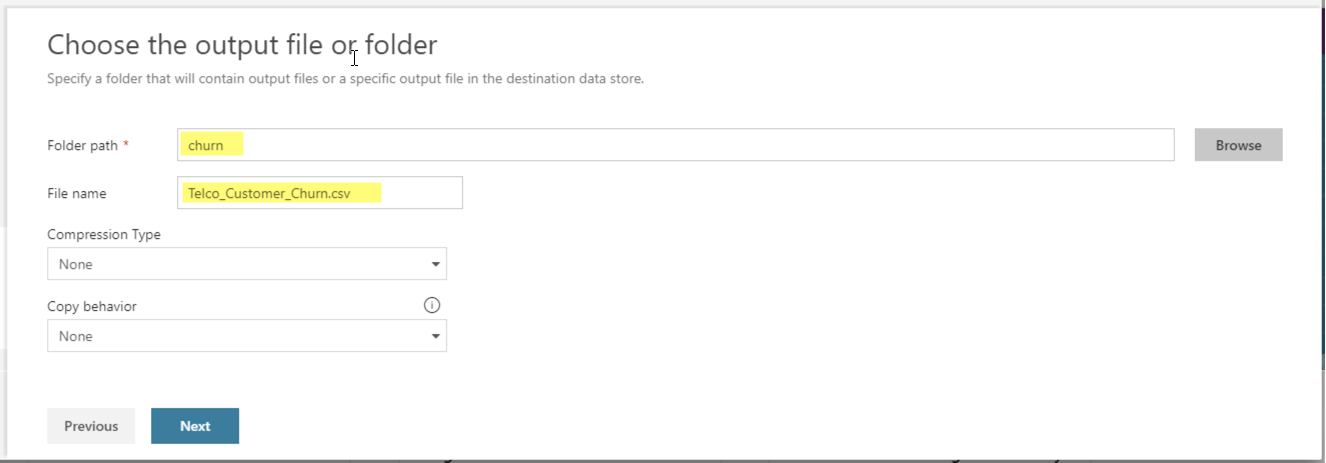 Choose the output file or folder
Specify a folder that will contain output files or a specific output file in the destination data store.
Folder path * churn Browse
File name Telco_Customer_Churn.csv
Compression Type
None
Copy behavior
None
Previous Next